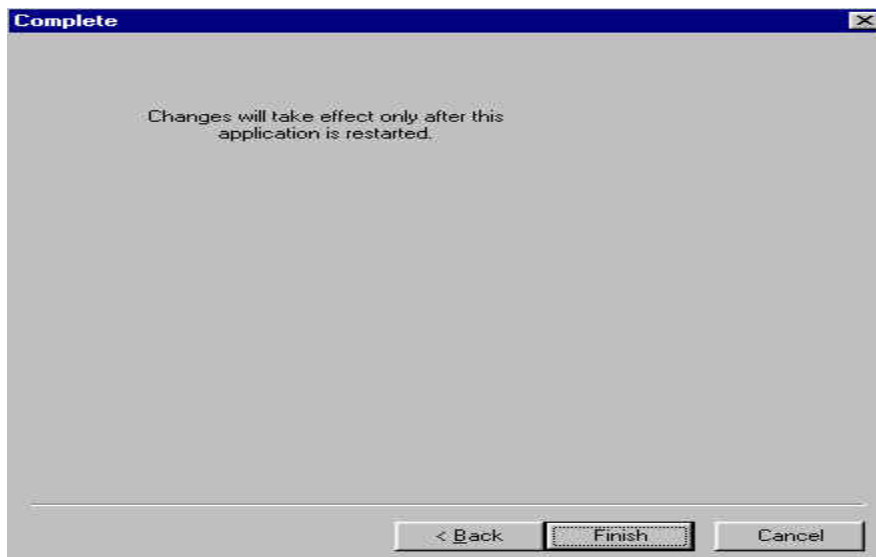 Complete
Changes will take effect only after this
application is restarted.
< Back
Finish
Cancel